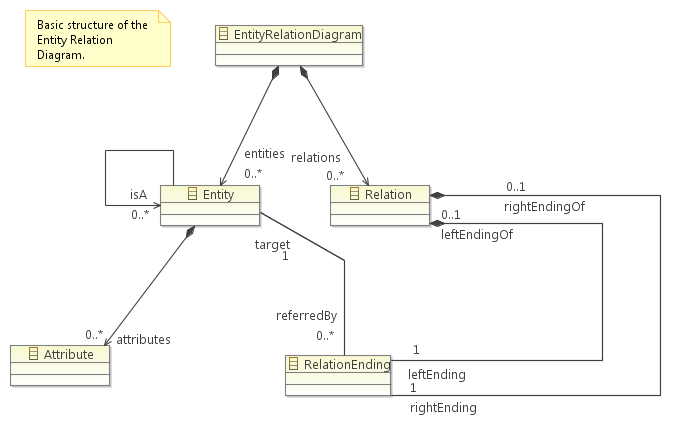 Basic structure of the
Entity Relation
Diagram.
EntityRelationDiagram
entities
relations
0..*
0..*
isA
0..*
Entity
Relation
0..1
rightEndingOf
0..1
leftEndingOf
target
1
referredBy
0..*
0..*
attributes
Attribute
RelationEnding
1
leftEnding
1
rightEnding